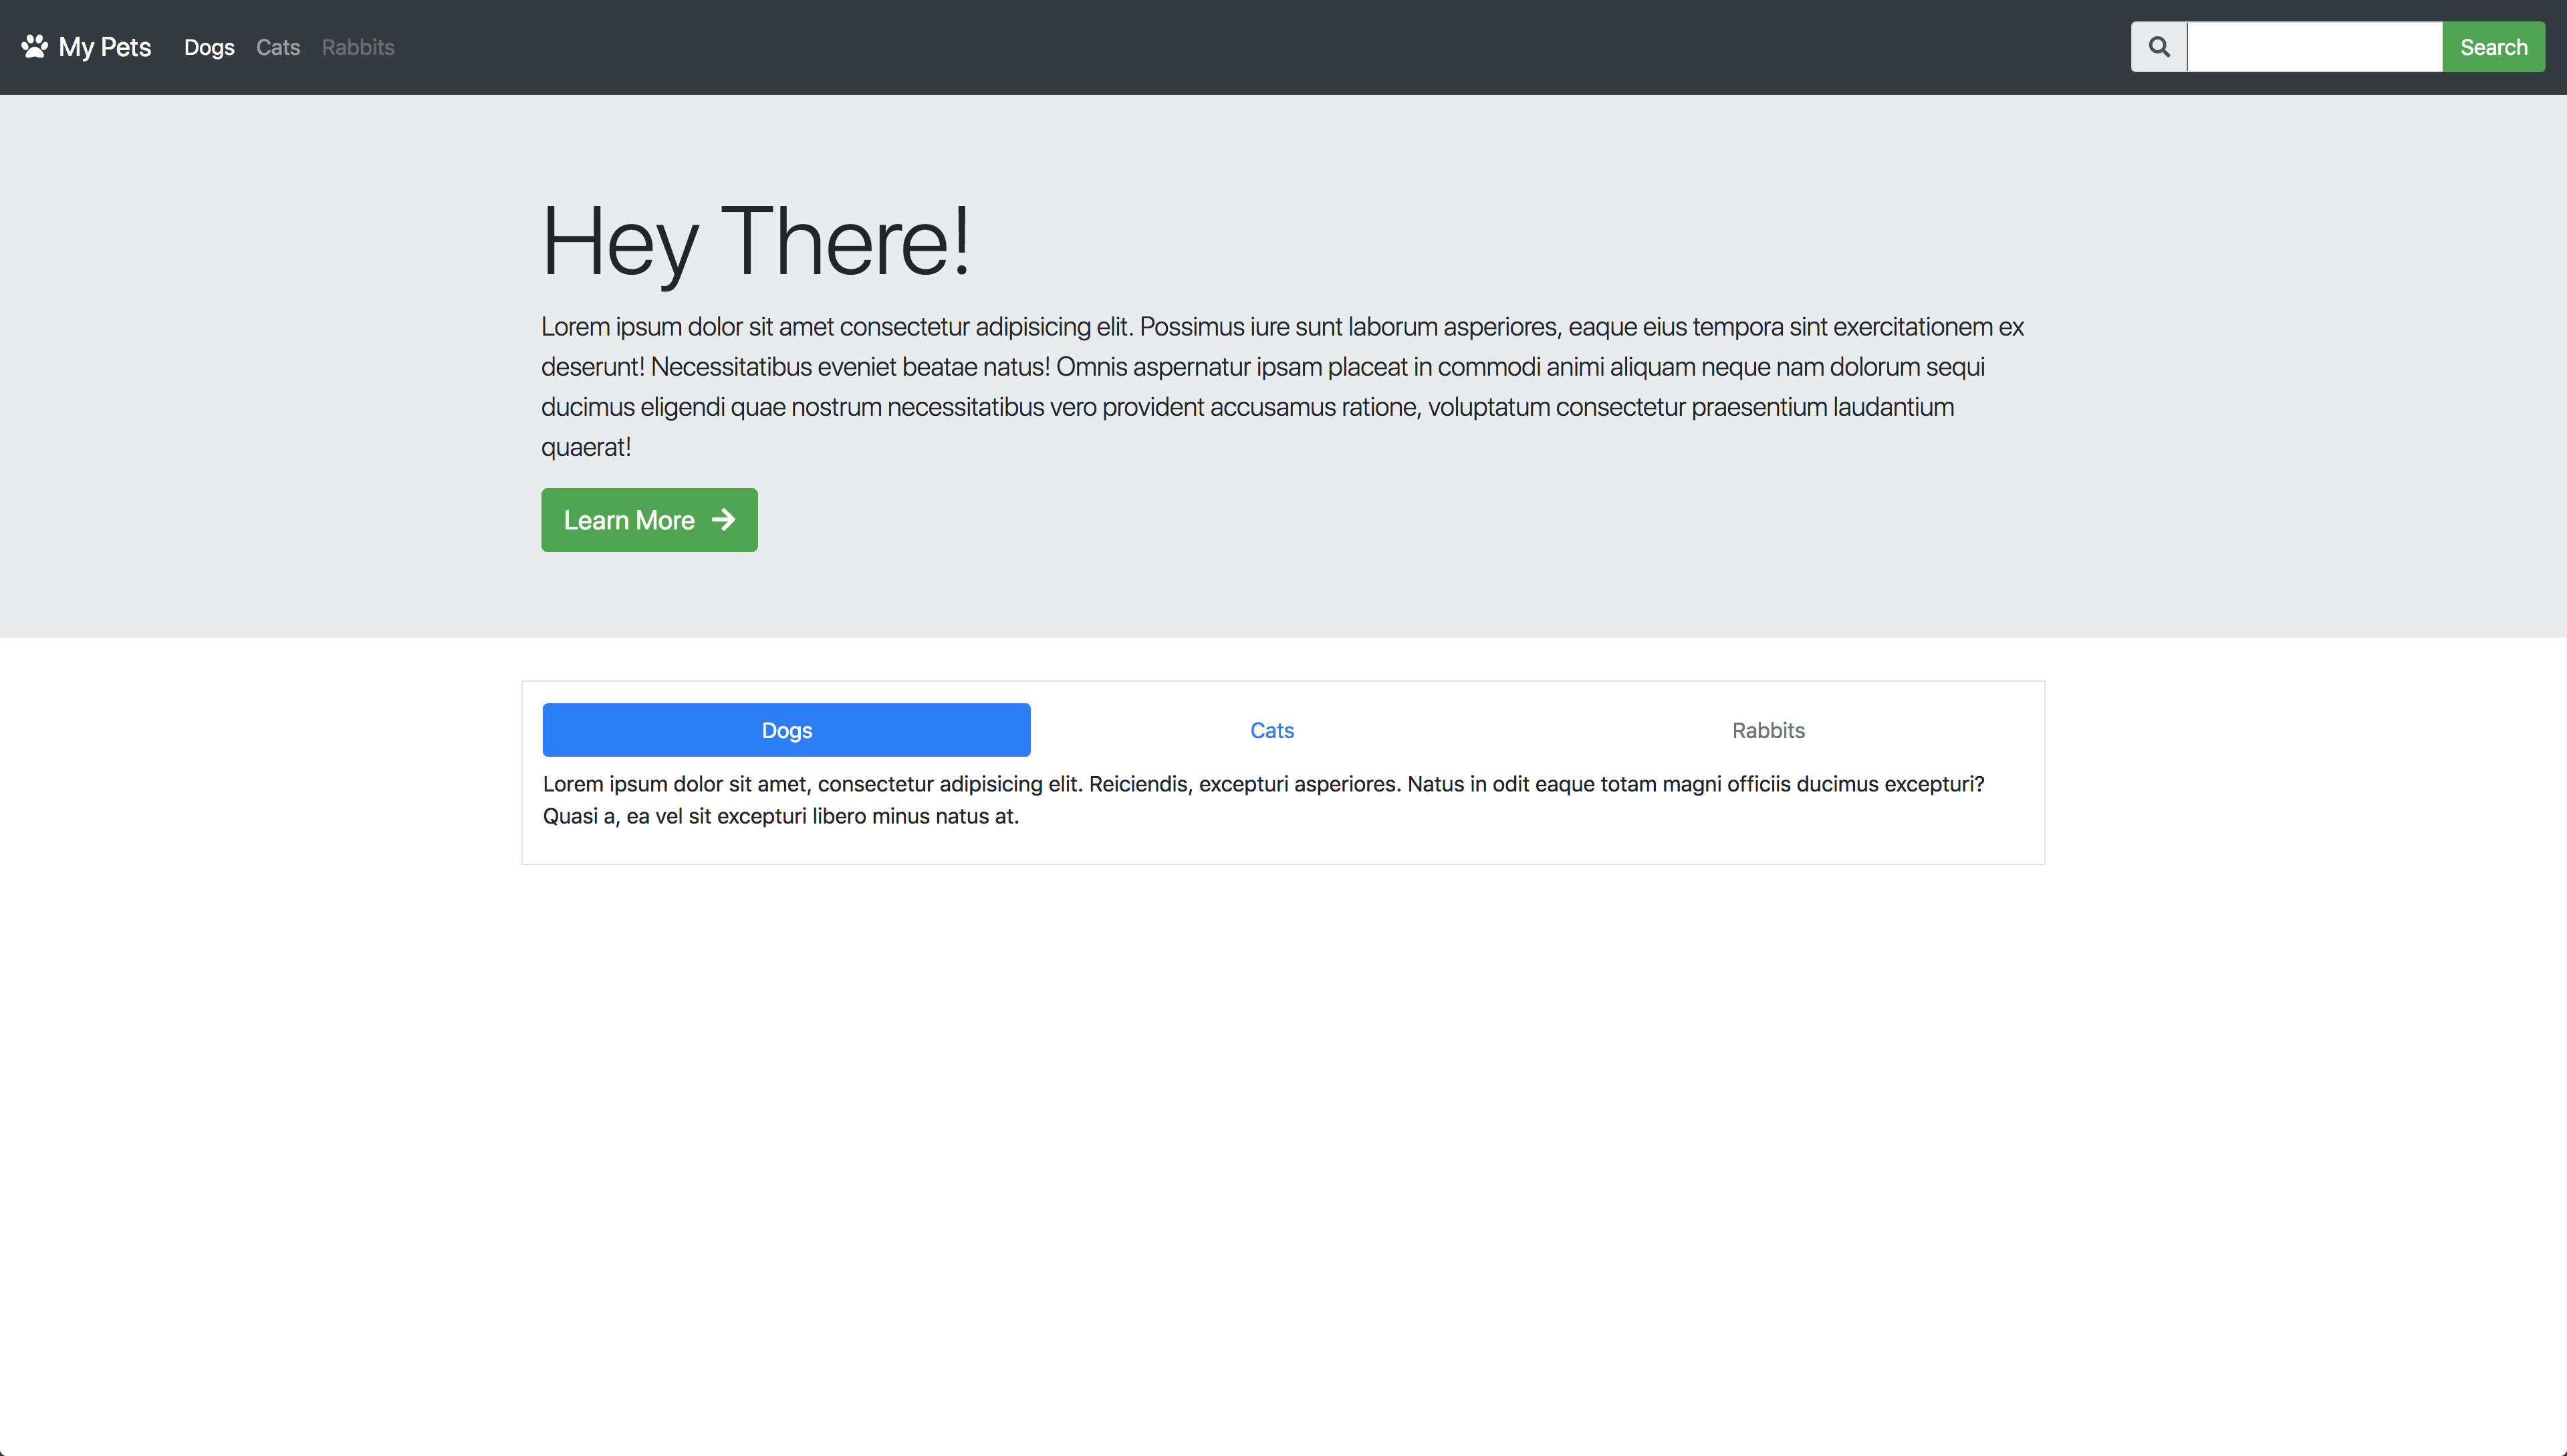 My Pets Dogs Cats Rabbits Search
Hey There!
Lorem ipsum dolor sit amet consectetur adipisicing elit. Possimus iure sunt laborum asperiores, eaque eius tempora sint exercitationem ex
deserunt! Necessitatibus eveniet beatae natus! Omnis aspernatur ipsam placeat in commodi animi aliquam neque nam dolorum sequi
ducimus eligendi quae nostrum necessitatibus vero provident accusamus ratione, voluptatum consectetur praesentium laudantium
quaerat!
Learn More
Dogs Cats Rabbits
Lorem ipsum dolor sit amet, consectetur adipisicing elit. Reiciendis, excepturi asperiores. Natus in odit eaque totam magni officiis ducimus excepturi?
Quasi a, ea vel sit excepturi libero minus natus at.